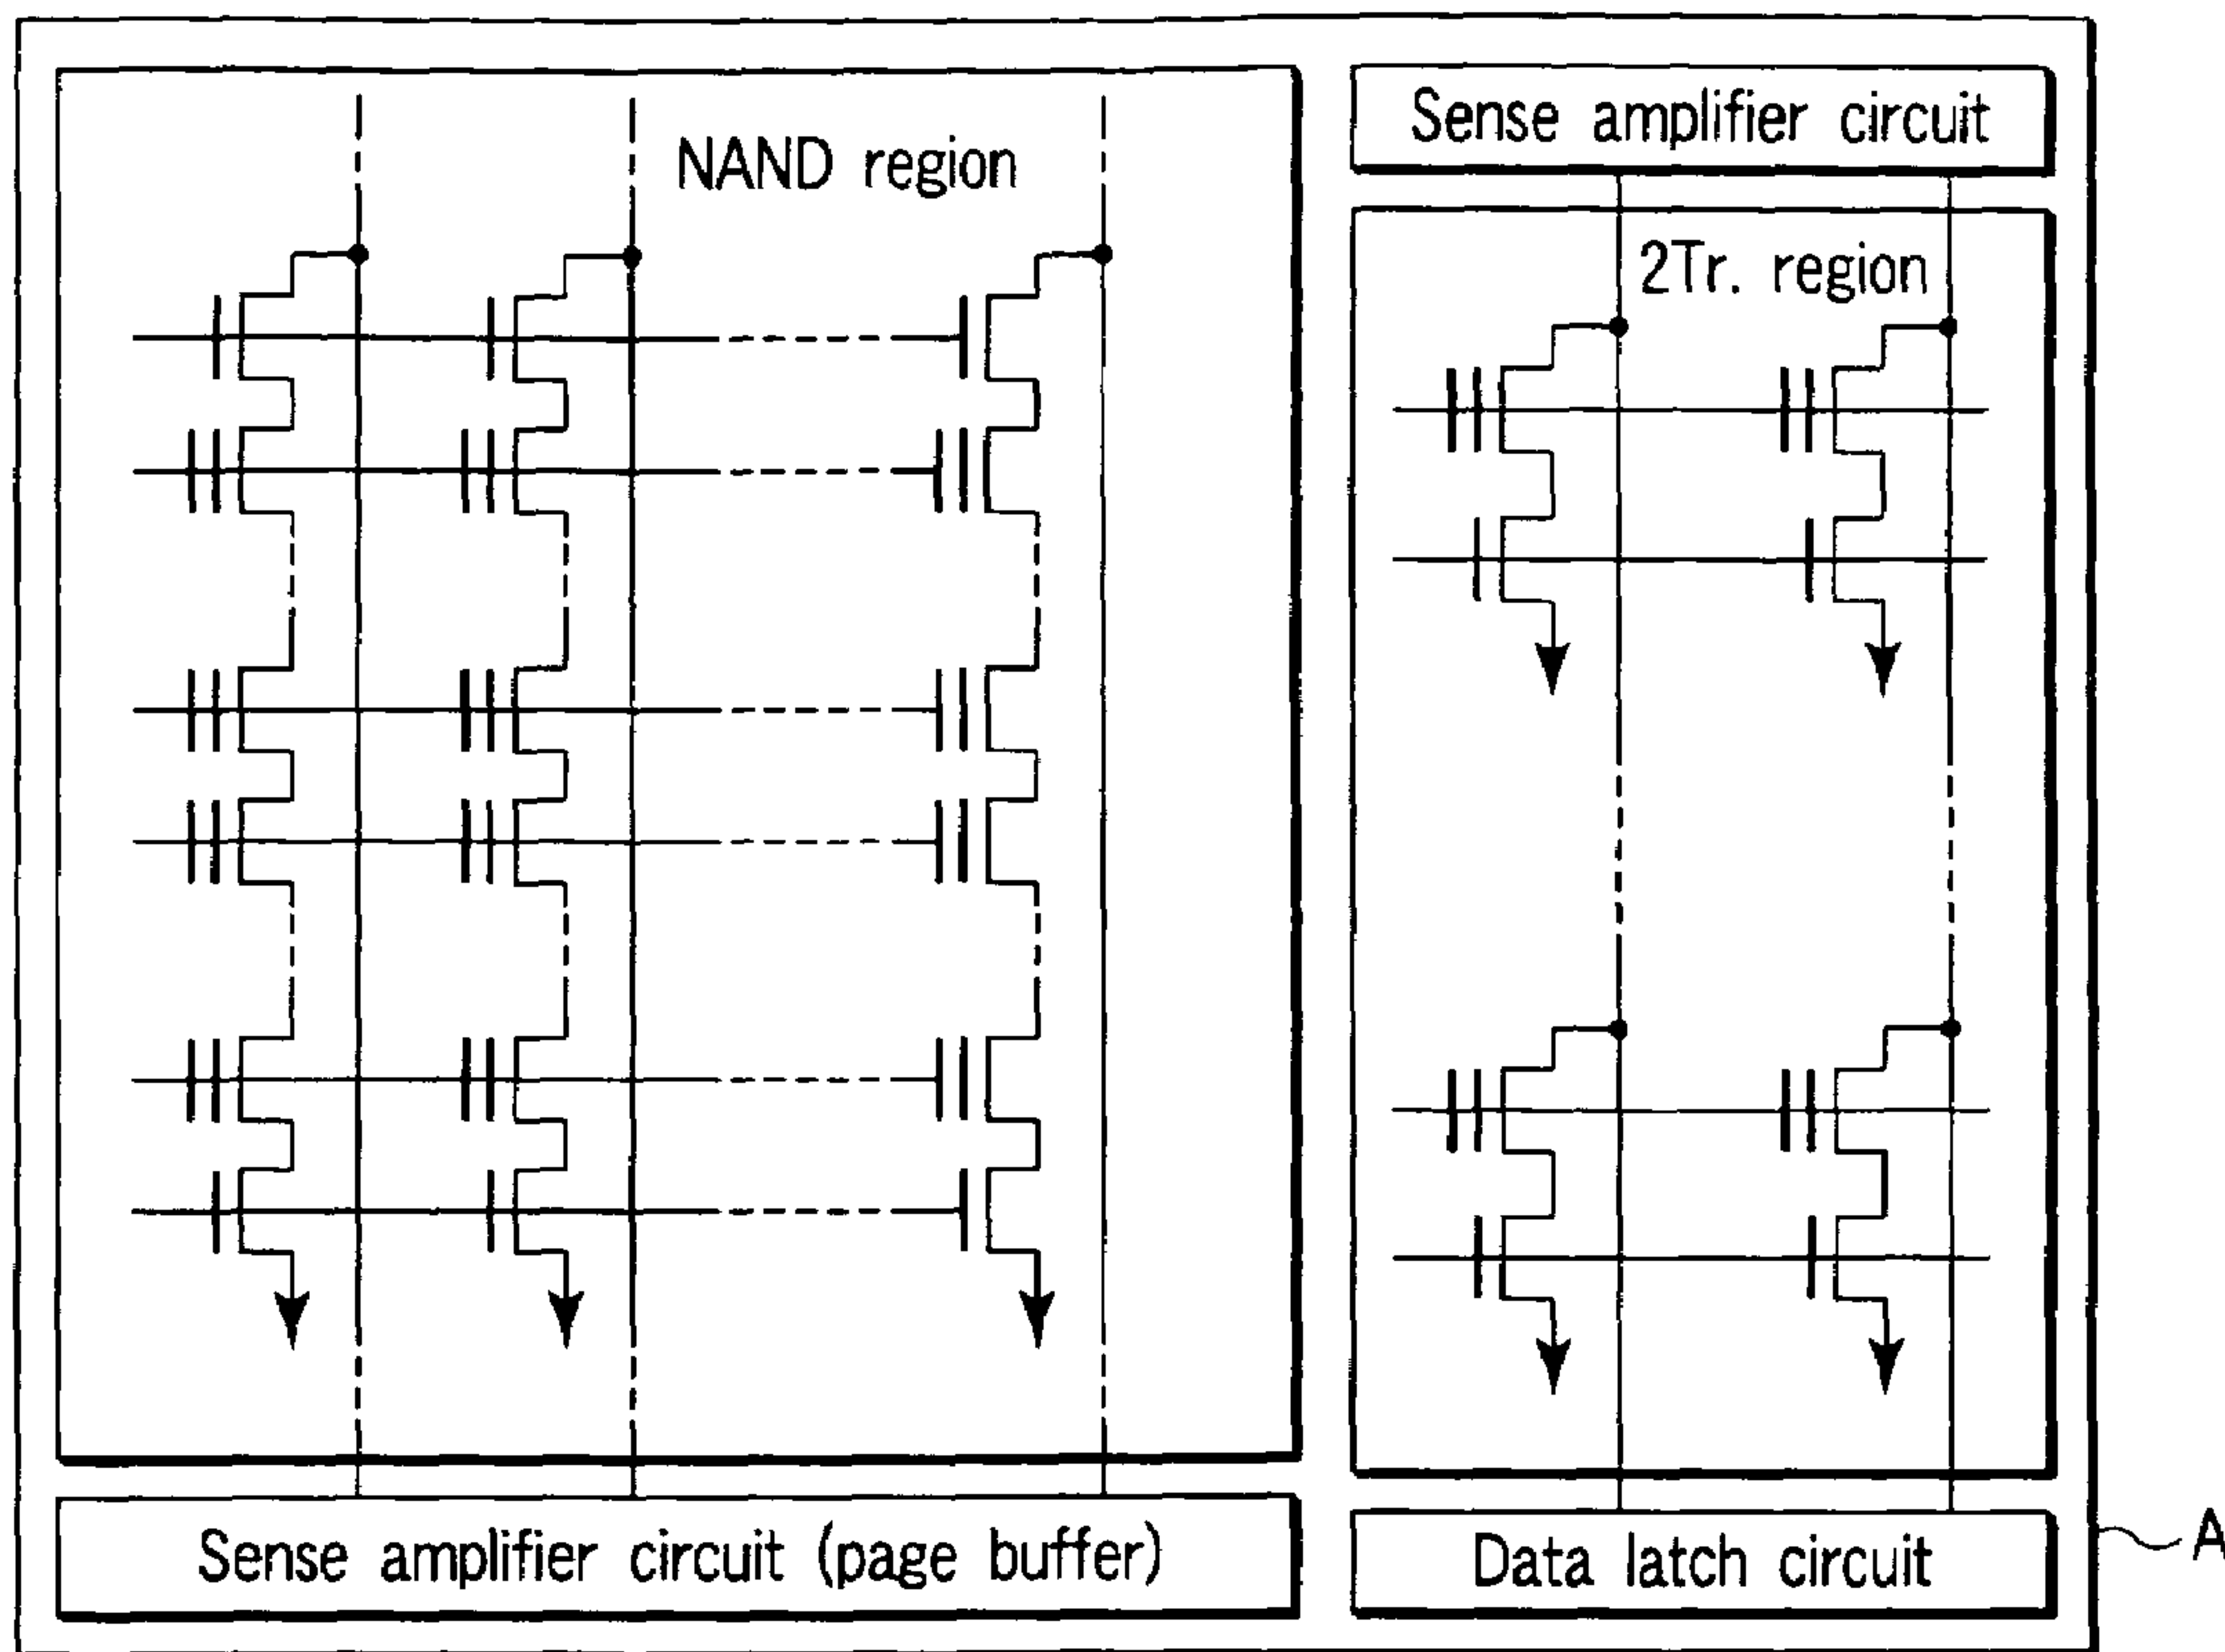 NAND region
Sense amplifier circuit
2Tr. region
Sense amplifier circuit (page buffer)
Data latch circuit
A